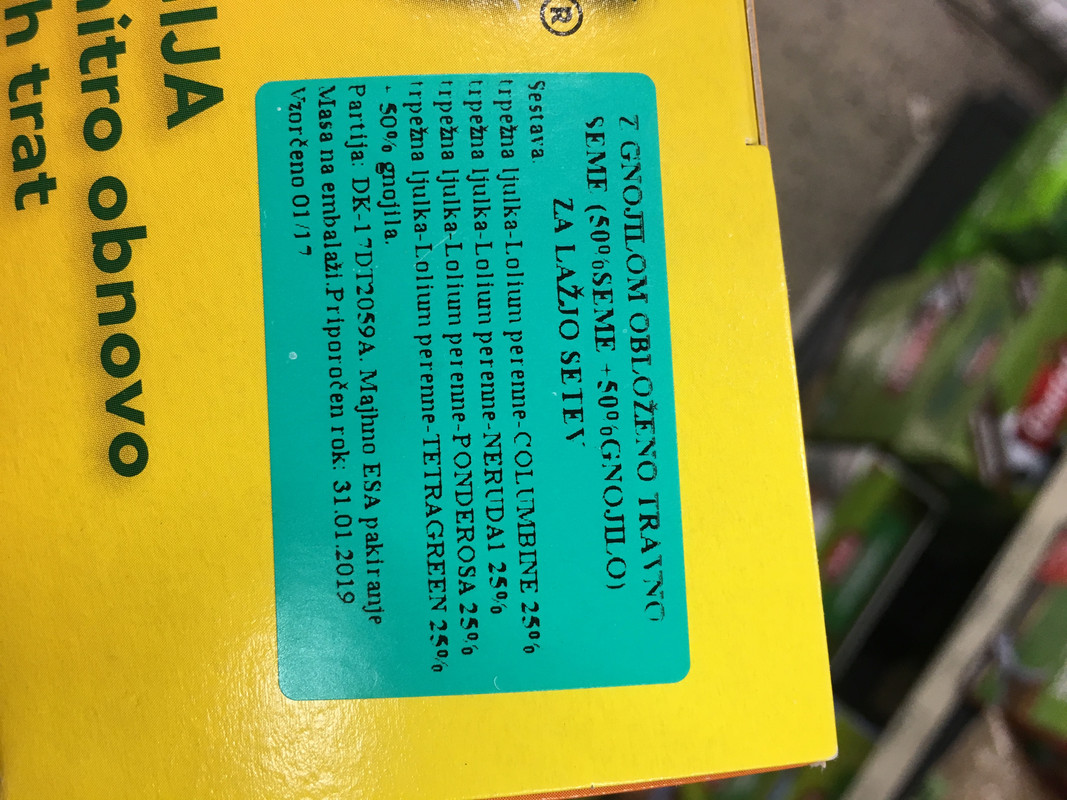 ®
IJA
nitro obnovo
h trat
Z GNOJILOM OBLOŽENO TRAVNO
SEME (50%SEME +50%GNOJILO)
ZA LAŽJO SETEV
Sestava:
trpežna ljulka-Lolium perenne-COLUMBINE 25%
trpežna ljulka-Lolium perenne-NERUDA1 25%
trpežna ljulka-Lolium perenne-PONDEROSA 25%
trpežna ljulka-Lolium perenne-TETRAGREEN 25%
+ 50% gnojila.
Partija: DK-17DT2059A. Majhno ESA pakiranje
Masa na embalaži.Priporočen rok: 31.01.2019
Vzorčeno 01/17